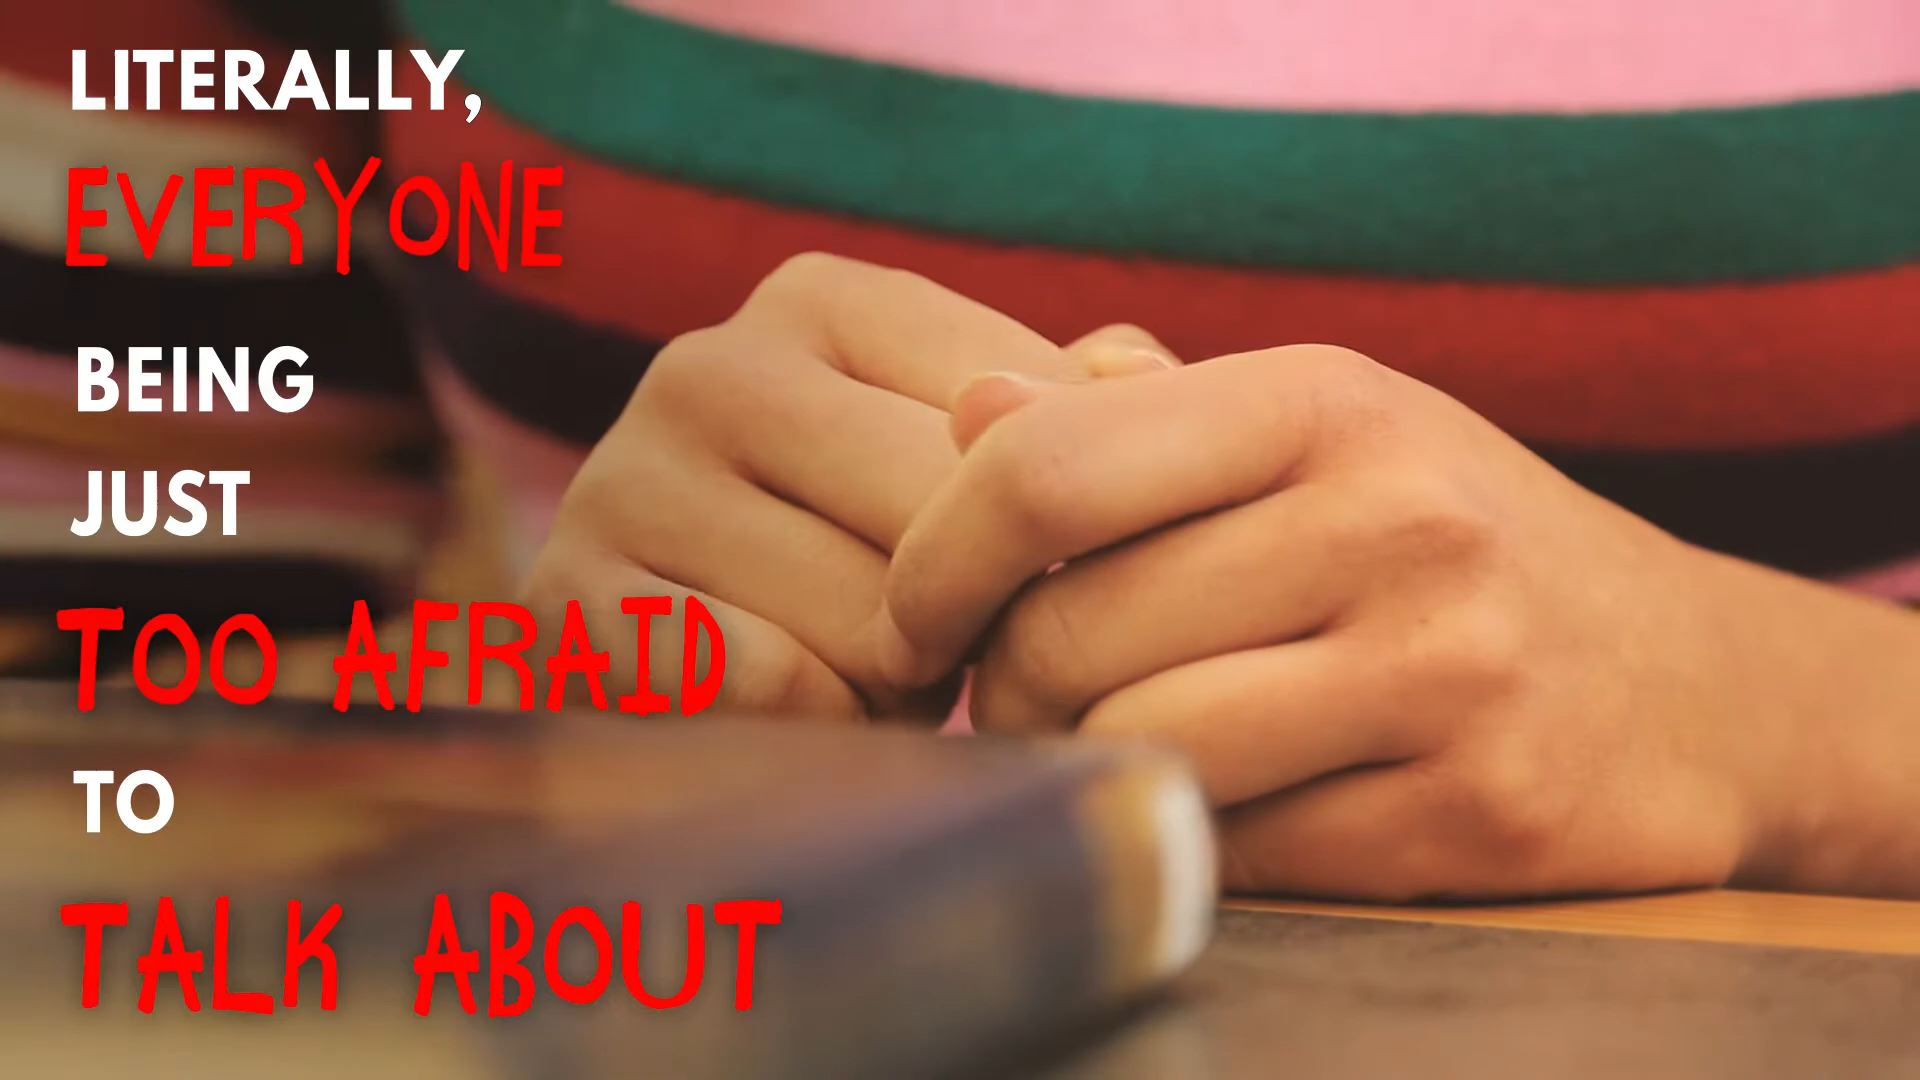 LITERALLY,
EVERYONE
BEING
JUST
TOO AFRAID
TO
TALK ABOUT